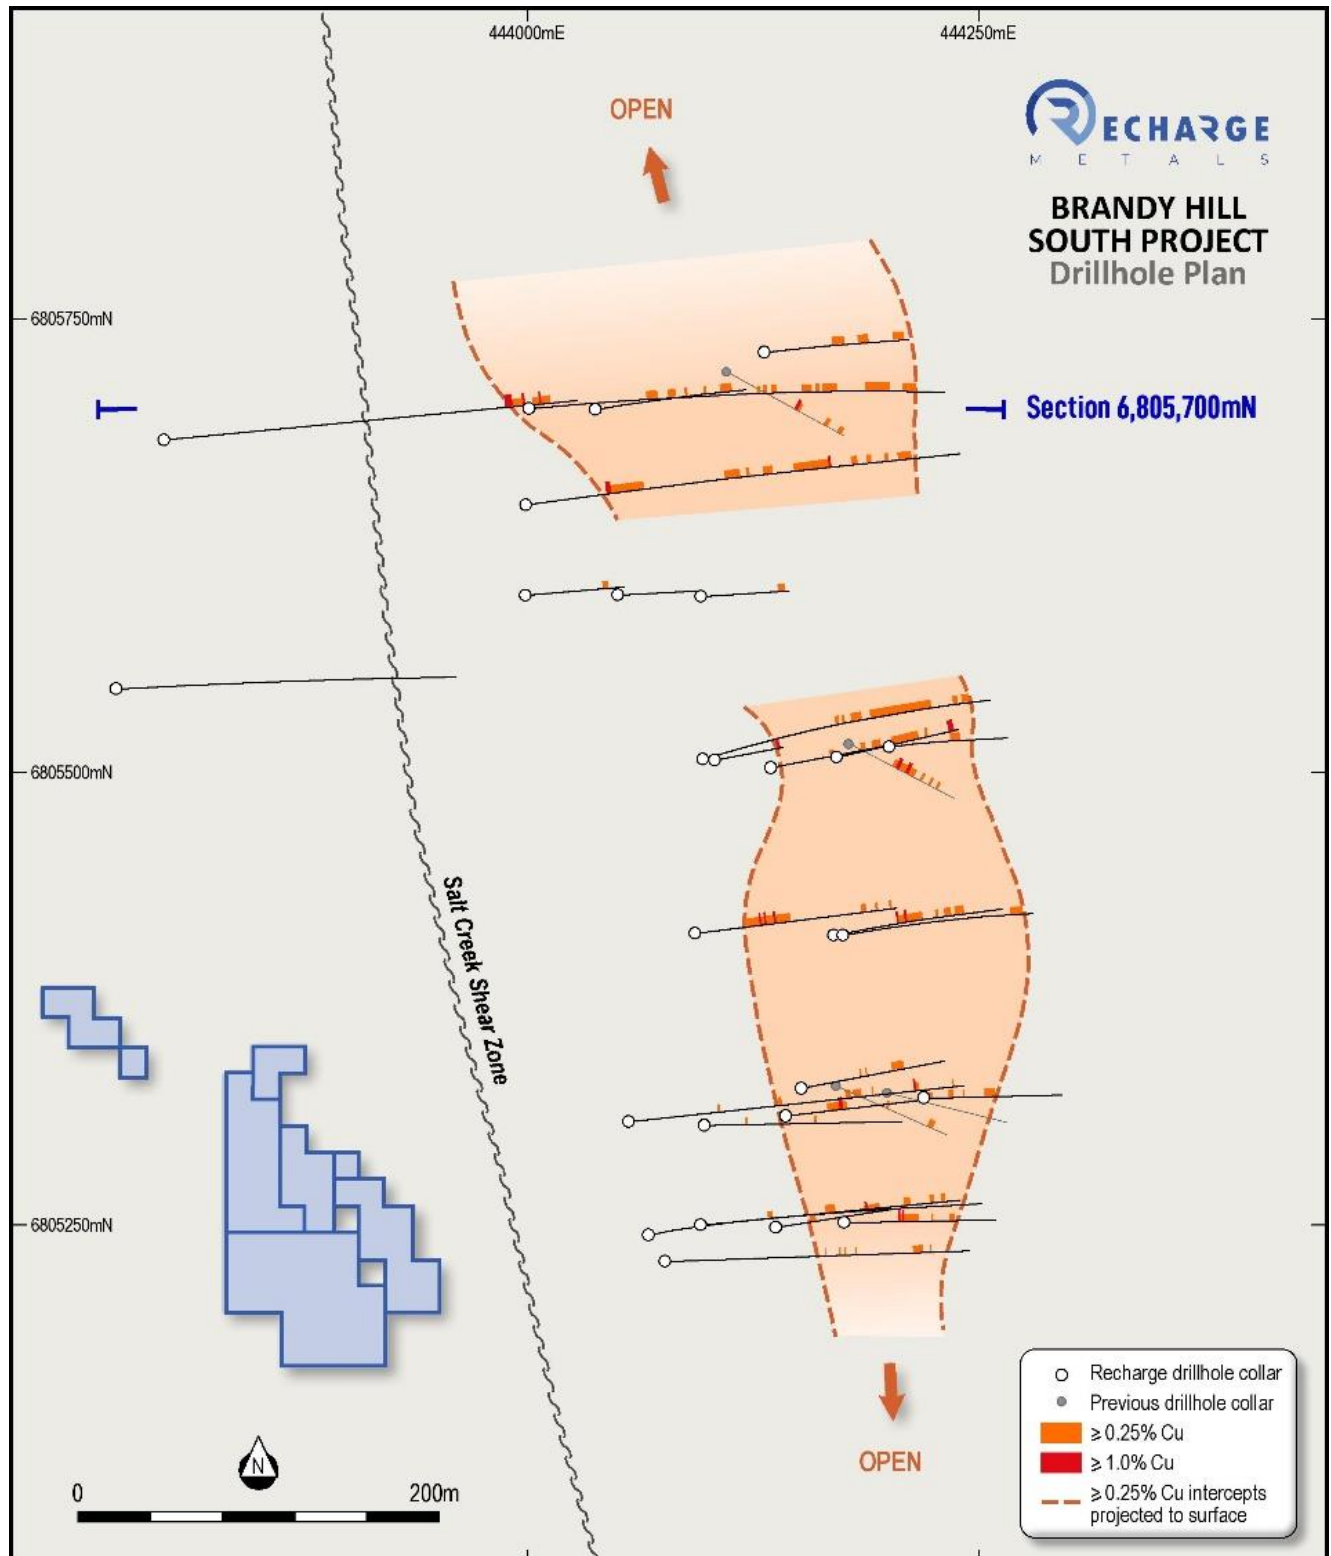 444000mE
444250mE
OPEN
RECHARGE
METALS
BRANDY HILL
SOUTH PROJECT
Drillhole Plan
6805750mN
Section 6,805,700mN
6805500mN
Salt Creek Shear Zone
6805250mN
OPEN
N
0
200m
Recharge drillhole collar
Previous drillhole collar
≥ 0.25% Cu
≥ 1.0% Cu
≥ 0.25% Cu intercepts
projected to surface